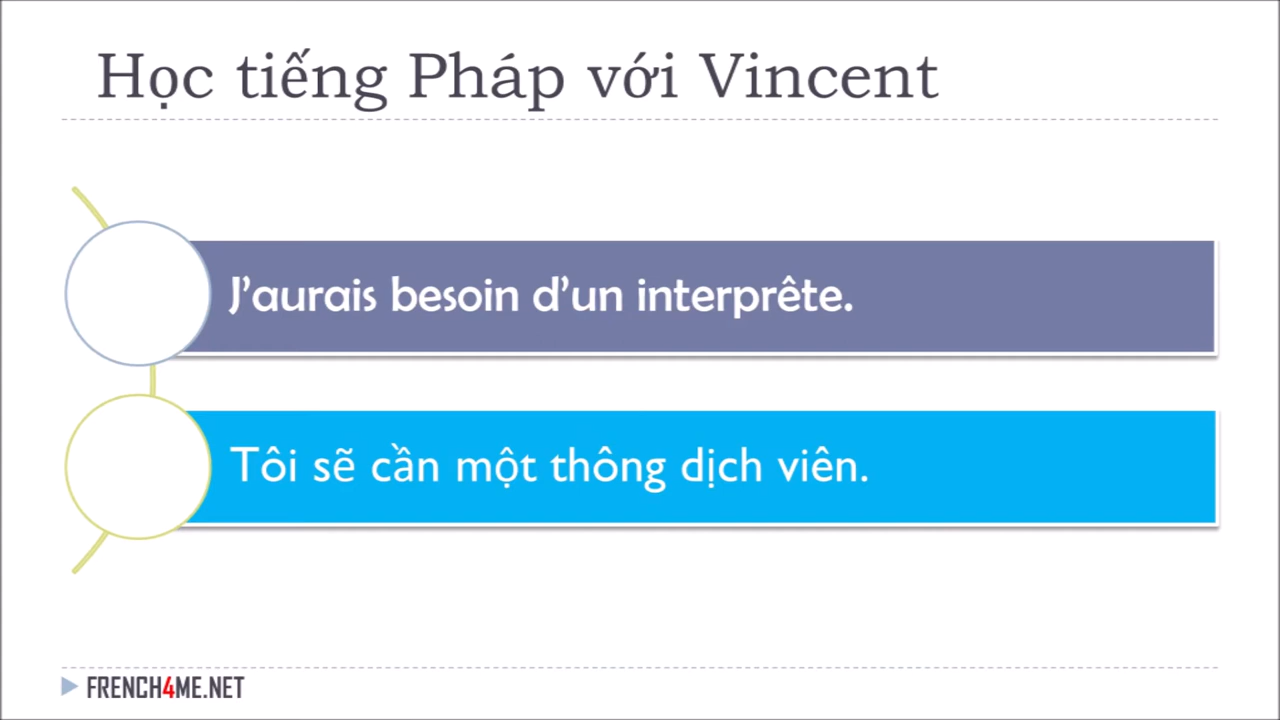 Học tiếng Pháp với Vincent
J’aurais besoin d’un interprête.
Tôi sẽ cần một thông dịch viên.
FRENCH4ME.NET